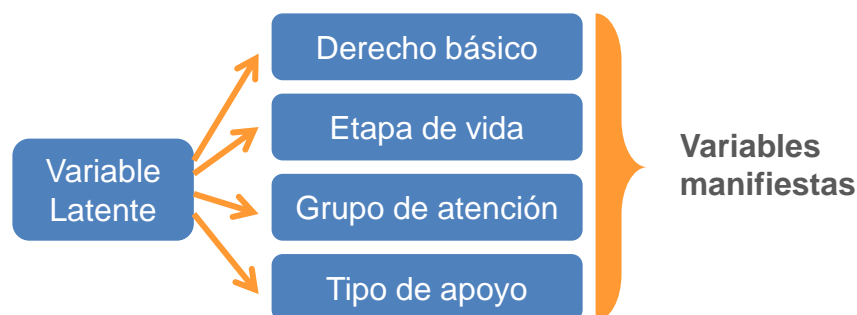 Derecho básico
Etapa de vida
Variable
Latente
Grupo de atención
Tipo de apoyo
Variables
manifiestas